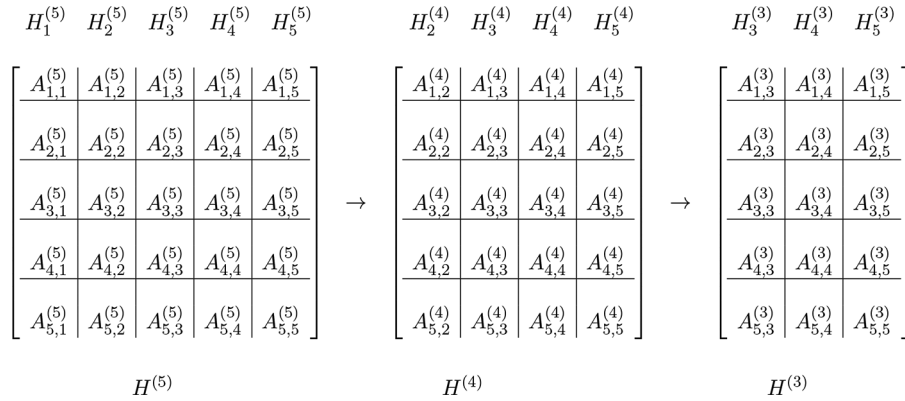 H_1^{(5)} H_2^{(5)} H_3^{(5)} H_4^{(5)} H_5^{(5)} H_2^{(4)} H_3^{(4)} H_4^{(4)} H_5^{(4)} H_3^{(3)} H_4^{(3)} H_5^{(3)}
A_{1,1}^{(5)} A_{1,2}^{(5)} A_{1,3}^{(5)} A_{1,4}^{(5)} A_{1,5}^{(5)} A_{1,2}^{(4)} A_{1,3}^{(4)} A_{1,4}^{(4)} A_{1,5}^{(4)} A_{1,3}^{(3)} A_{1,4}^{(3)} A_{1,5}^{(3)}
A_{2,1}^{(5)} A_{2,2}^{(5)} A_{2,3}^{(5)} A_{2,4}^{(5)} A_{2,5}^{(5)} A_{2,2}^{(4)} A_{2,3}^{(4)} A_{2,4}^{(4)} A_{2,5}^{(4)} A_{2,3}^{(3)} A_{2,4}^{(3)} A_{2,5}^{(3)}
A_{3,1}^{(5)} A_{3,2}^{(5)} A_{3,3}^{(5)} A_{3,4}^{(5)} A_{3,5}^{(5)} → A_{3,2}^{(4)} A_{3,3}^{(4)} A_{3,4}^{(4)} A_{3,5}^{(4)} → A_{3,3}^{(3)} A_{3,4}^{(3)} A_{3,5}^{(3)}
A_{4,1}^{(5)} A_{4,2}^{(5)} A_{4,3}^{(5)} A_{4,4}^{(5)} A_{4,5}^{(5)} A_{4,2}^{(4)} A_{4,3}^{(4)} A_{4,4}^{(4)} A_{4,5}^{(4)} A_{4,3}^{(3)} A_{4,4}^{(3)} A_{4,5}^{(3)}
A_{5,1}^{(5)} A_{5,2}^{(5)} A_{5,3}^{(5)} A_{5,4}^{(5)} A_{5,5}^{(5)} A_{5,2}^{(4)} A_{5,3}^{(4)} A_{5,4}^{(4)} A_{5,5}^{(4)} A_{5,3}^{(3)} A_{5,4}^{(3)} A_{5,5}^{(3)}
H^{(5)} H^{(4)} H^{(3)}